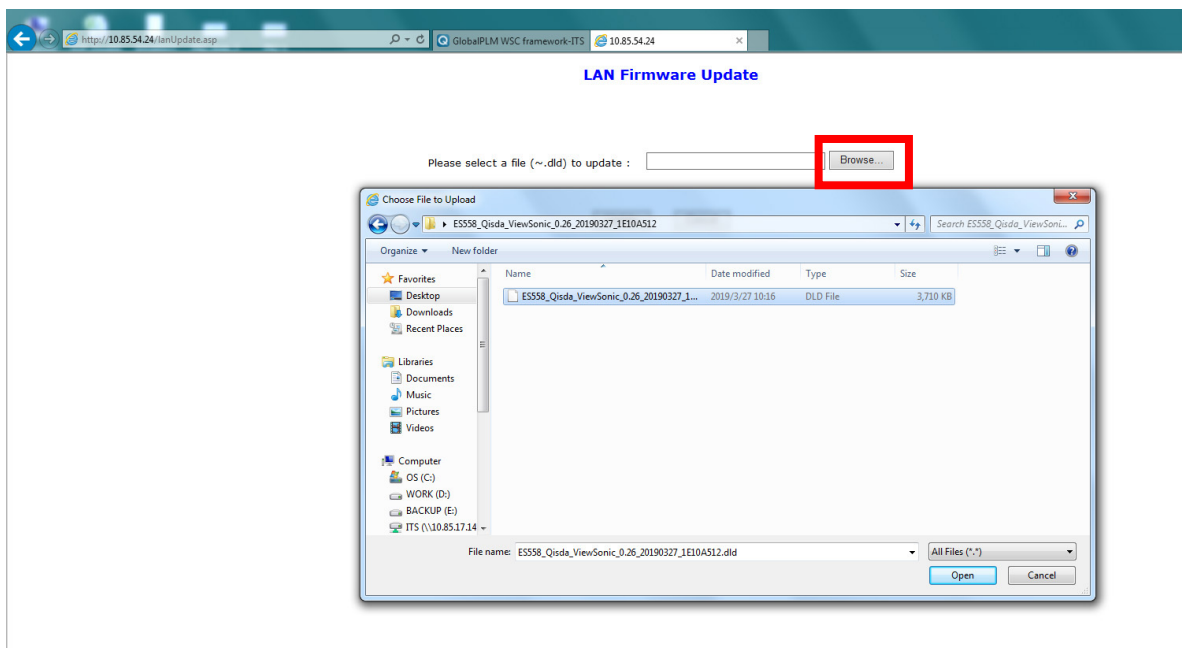 http://10.85.54.24/lanUpdate.asp
GlobalPLM WSC framework-ITS
10.85.54.24
LAN Firmware Update
Please select a file (~.dld) to update :
Browse...
Choose File to Upload
ES558_Qisda_ViewSonic_0.26_20190327_1E10A512
Search ES558_Qisda_ViewSoni...
Organize
New folder
Name Date modified Type Size
ES558_Qisda_ViewSonic_0.26_20190327_1... 2019/3/27 10:16 DLD File 3,710 KB
Favorites
Desktop
Downloads
Recent Places
Libraries
Documents
Music
Pictures
Videos
Computer
OS (C:)
WORK (D:)
BACKUP (E:)
ITS (\\10.85.17.14
File name: ES558_Qisda_ViewSonic_0.26_20190327_1E10A512.dld
All Files (*.*)
Open
Cancel